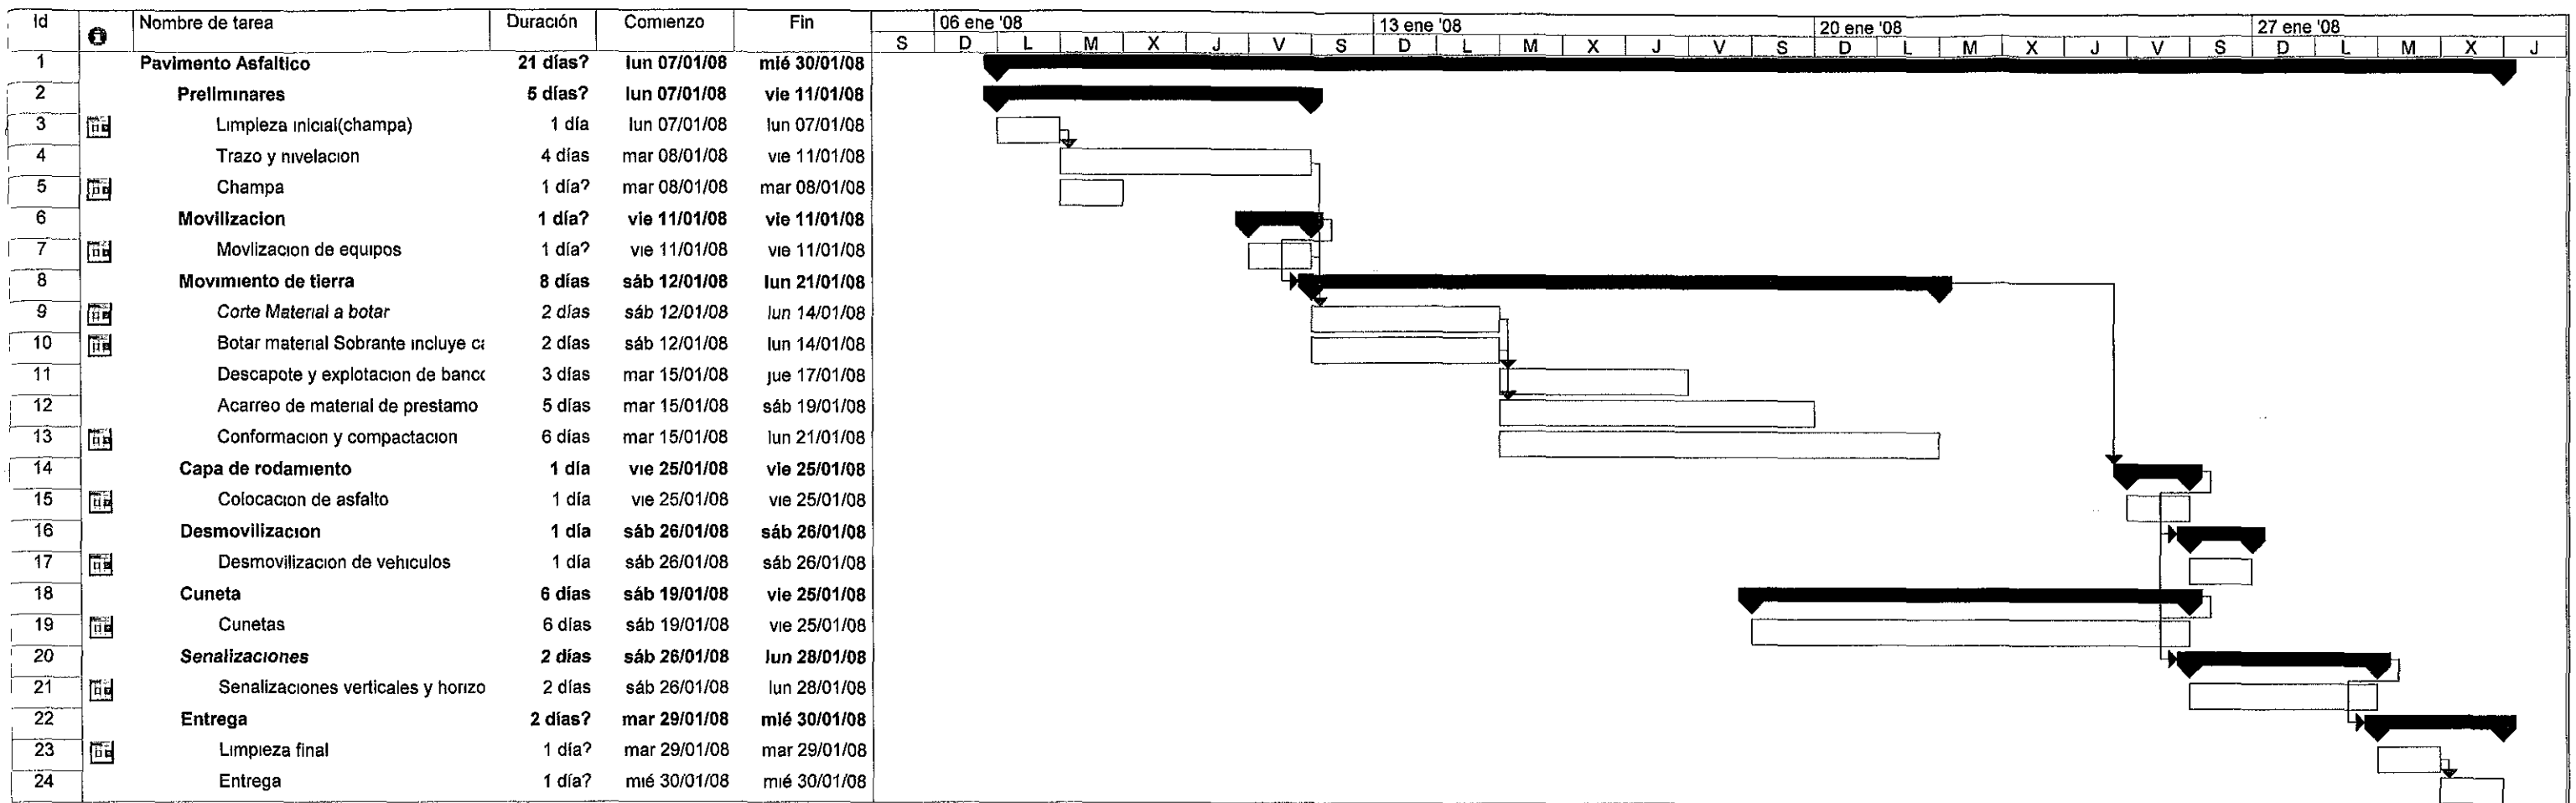 Id Nombre de tarea Duración Comienzo Fin 06 ene '08 13 ene '08 20 ene '08 27 ene '08
S D L M X J V S D L M X J V S D L M X J V S D L M X J
1 Pavimento Asfaltico 21 días? lun 07/01/08 mié 30/01/08
2 Preliminares 5 días? lun 07/01/08 vie 11/01/08
3 Limpieza inicial(champa) 1 día lun 07/01/08 lun 07/01/08
4 Trazo y nivelacion 4 días mar 08/01/08 vie 11/01/08
5 Champa 1 día? mar 08/01/08 mar 08/01/08
6 Movilizacion 1 día? vie 11/01/08 vie 11/01/08
7 Movlizacion de equipos 1 día? vie 11/01/08 vie 11/01/08
8 Movimiento de tierra 8 días sáb 12/01/08 lun 21/01/08
9 Corte Material a botar 2 días sáb 12/01/08 lun 14/01/08
10 Botar material Sobrante incluye ca 2 días sáb 12/01/08 lun 14/01/08
11 Descapote y explotacion de banco 3 días mar 15/01/08 jue 17/01/08
12 Acarreo de material de prestamo 5 días mar 15/01/08 sáb 19/01/08
13 Conformacion y compactacion 6 días mar 15/01/08 lun 21/01/08
14 Capa de rodamiento 1 día vie 25/01/08 vie 25/01/08
15 Colocacion de asfalto 1 día vie 25/01/08 vie 25/01/08
16 Desmovilizacion 1 día sáb 26/01/08 sáb 26/01/08
17 Desmovilizacion de vehiculos 1 día sáb 26/01/08 sáb 26/01/08
18 Cuneta 6 días sáb 19/01/08 vie 25/01/08
19 Cunetas 6 días sáb 19/01/08 vie 25/01/08
20 Senalizaciones 2 días sáb 26/01/08 lun 28/01/08
21 Senalizaciones verticales y horizo 2 días sáb 26/01/08 lun 28/01/08
22 Entrega 2 días? mar 29/01/08 mié 30/01/08
23 Limpieza final 1 día? mar 29/01/08 mar 29/01/08
24 Entrega 1 día? mié 30/01/08 mié 30/01/08